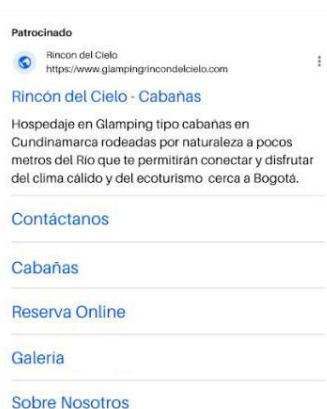 Patrocinado
Rincon del Cielo
https://www.glampingrincondelcielo.com
Rincón del Cielo - Cabañas
Hospedaje en Glamping tipo cabañas en
Cundinamarca rodeadas por naturaleza a pocos
metros del Río que te permitirán conectar y disfrutar
del clima cálido y del ecoturismo cerca a Bogotá.
Contáctanos
Cabañas
Reserva Online
Galeria
Sobre Nosotros